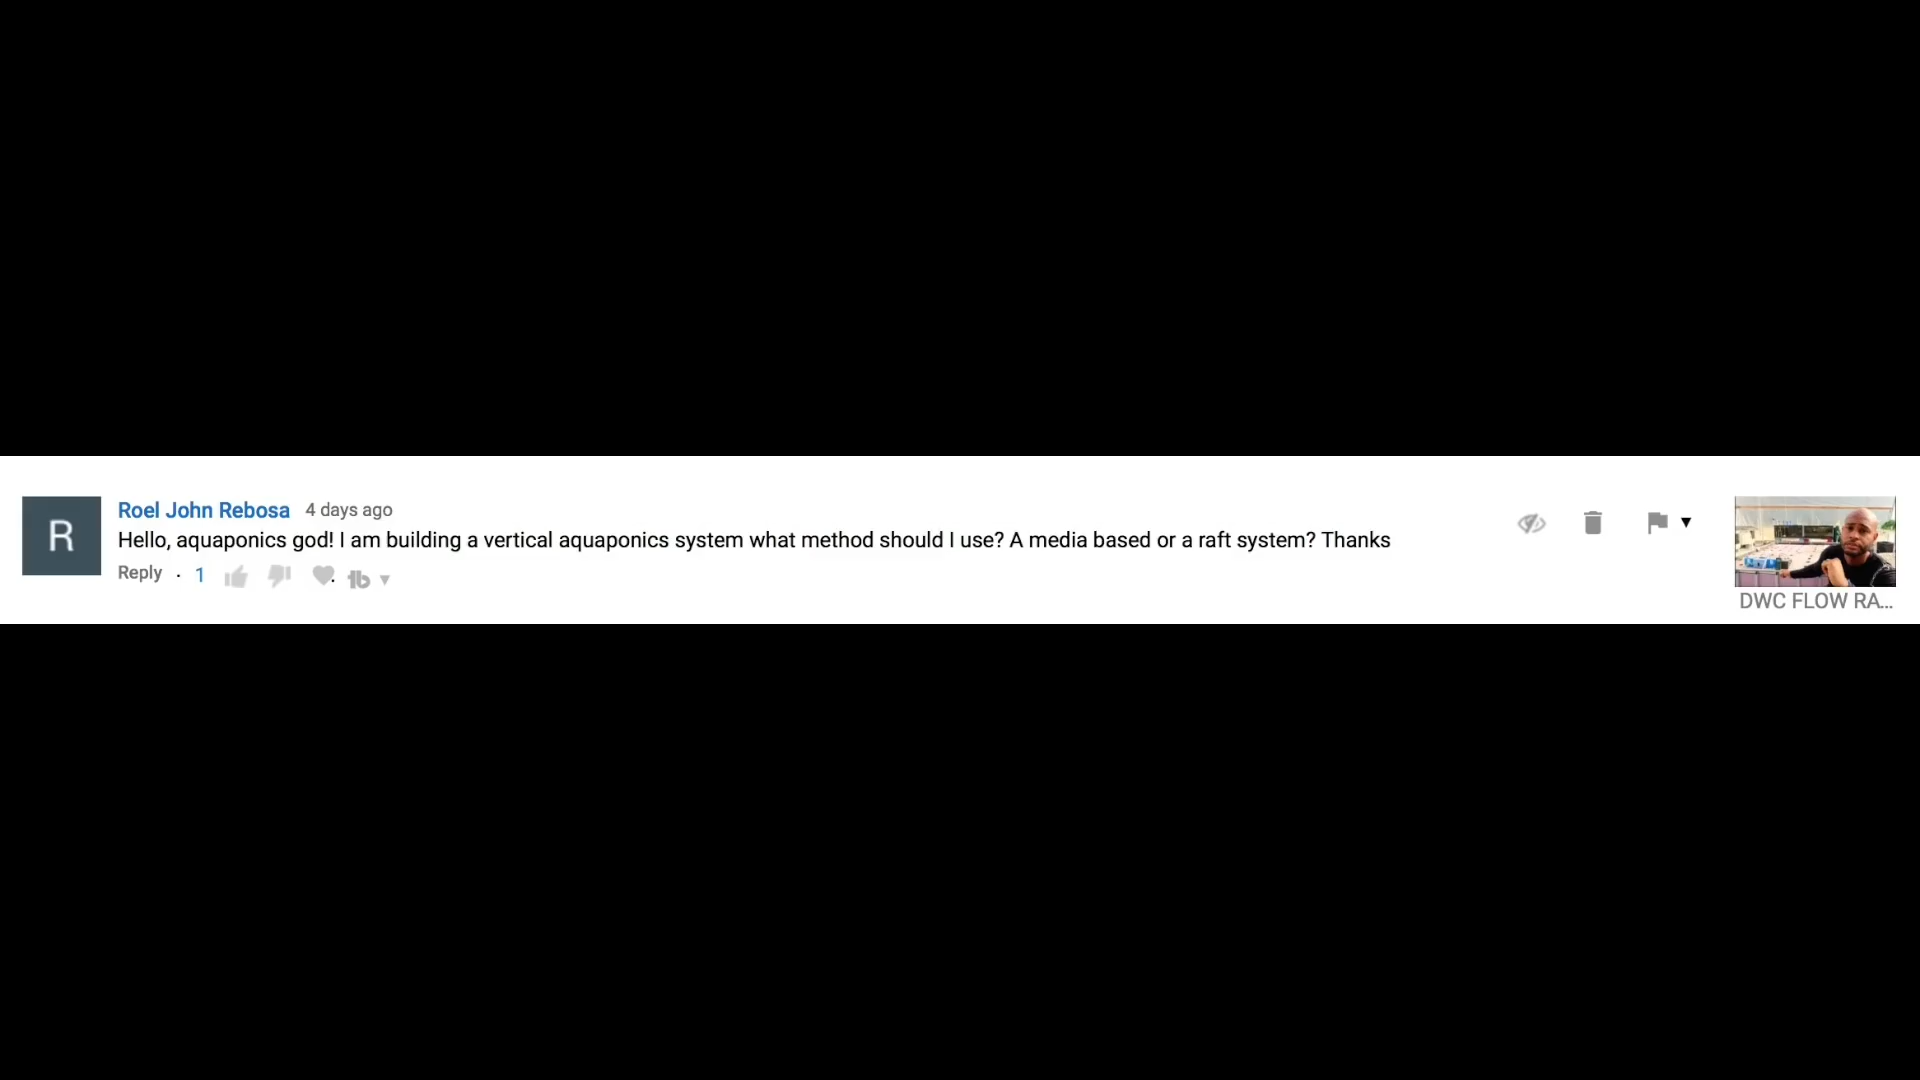 R
Roel John Rebosa 4 days ago
Hello, aquaponics god! I am building a vertical aquaponics system what method should I use? A media based or a raft system? Thanks
Reply · 1
DWC FLOW RA...